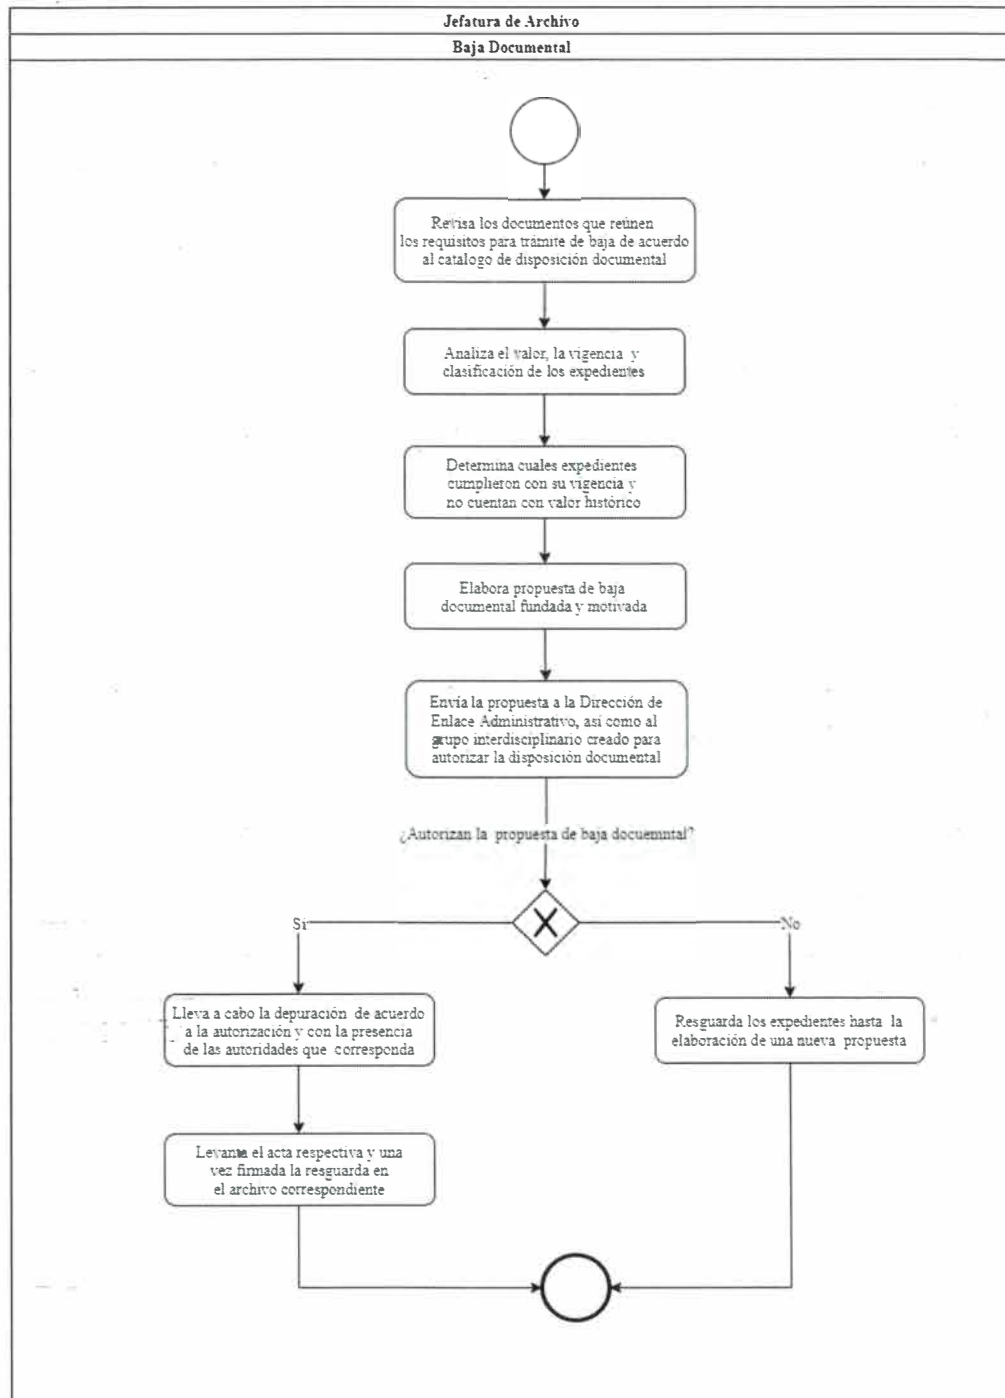 Jefatura de Archivo
Baja Documental
Revisa los documentos que reúnen
los requisitos para trámite de baja de acuerdo
al catalogo de disposición documental
Analiza el valor, la vigencia y
clasificación de los expedientes
Determina cuales expedientes
cumplieron con su vigencia y
no cuentan con valor histórico
Elabora propuesta de baja
documental fundada y motivada
Envía la propuesta a la Dirección de
Enlace Administrativo, así como al
grupo interdisciplinario creado para
autorizar la disposición documental
¿Autorizan la propuesta de baja docuemntal?
Si
No
Lleva a cabo la depuración de acuerdo
a la autorización y con la presencia
de las autoridades que corresponda
Resguarda los expedientes hasta la
elaboración de una nueva propuesta
Levanta el acta respectiva y una
vez firmada la resguarda en
el archivo correspondiente